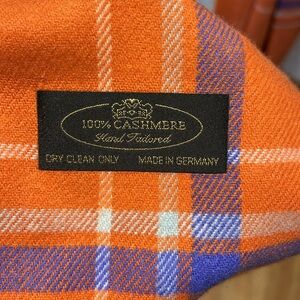 100% CASHMERE
Hand Tailored
DRY CLEAN ONLY MADE IN GERMANY